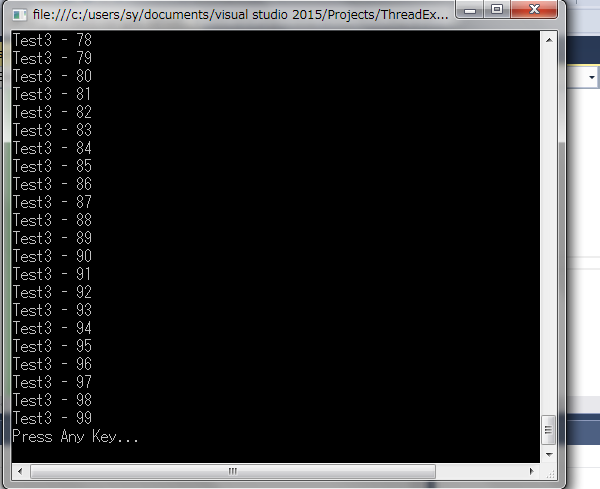 file:///c:/users/sy/documents/visual studio 2015/Projects/ThreadEx...
Test3 - 78
Test3 - 79
Test3 - 80
Test3 - 81
Test3 - 82
Test3 - 83
Test3 - 84
Test3 - 85
Test3 - 86
Test3 - 87
Test3 - 88
Test3 - 89
Test3 - 90
Test3 - 91
Test3 - 92
Test3 - 93
Test3 - 94
Test3 - 95
Test3 - 96
Test3 - 97
Test3 - 98
Test3 - 99
Press Any Key...